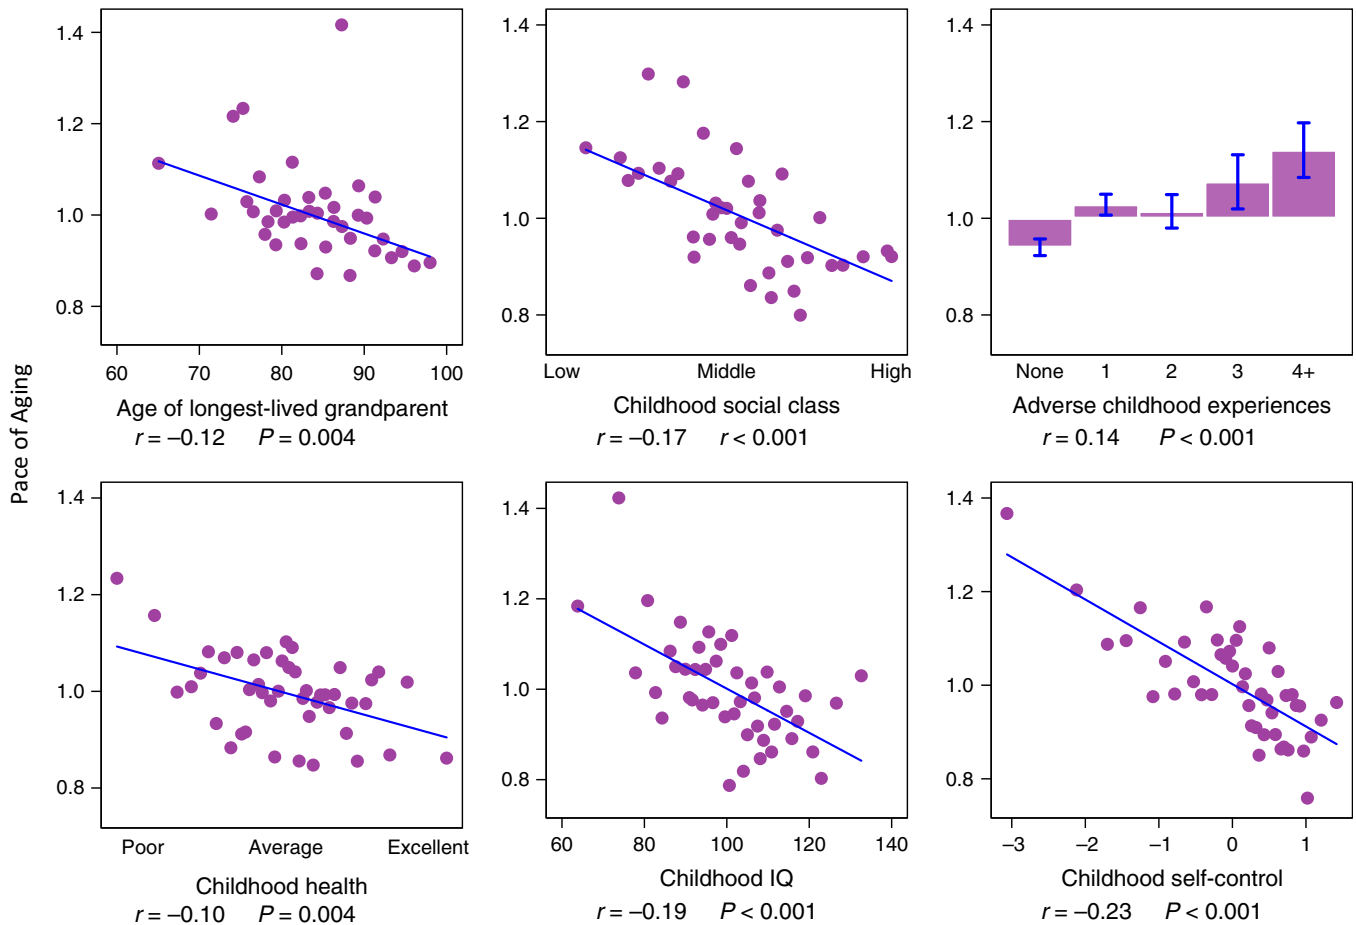 Pace of Aging
1.4
1.2
1.0
0.8
60 70 80 90 100
Age of longest-lived grandparent
r = –0.12 P = 0.004
1.4
1.2
1.0
0.8
Low Middle High
Childhood social class
r = –0.17 r < 0.001
1.4
1.2
1.0
0.8
None 1 2 3 4+
Adverse childhood experiences
r = 0.14 P < 0.001
1.4
1.2
1.0
0.8
Poor Average Excellent
Childhood health
r = –0.10 P = 0.004
1.4
1.2
1.0
0.8
60 80 100 120 140
Childhood IQ
r = –0.19 P < 0.001
1.4
1.2
1.0
0.8
–3 –2 –1 0 1
Childhood self-control
r = –0.23 P < 0.001